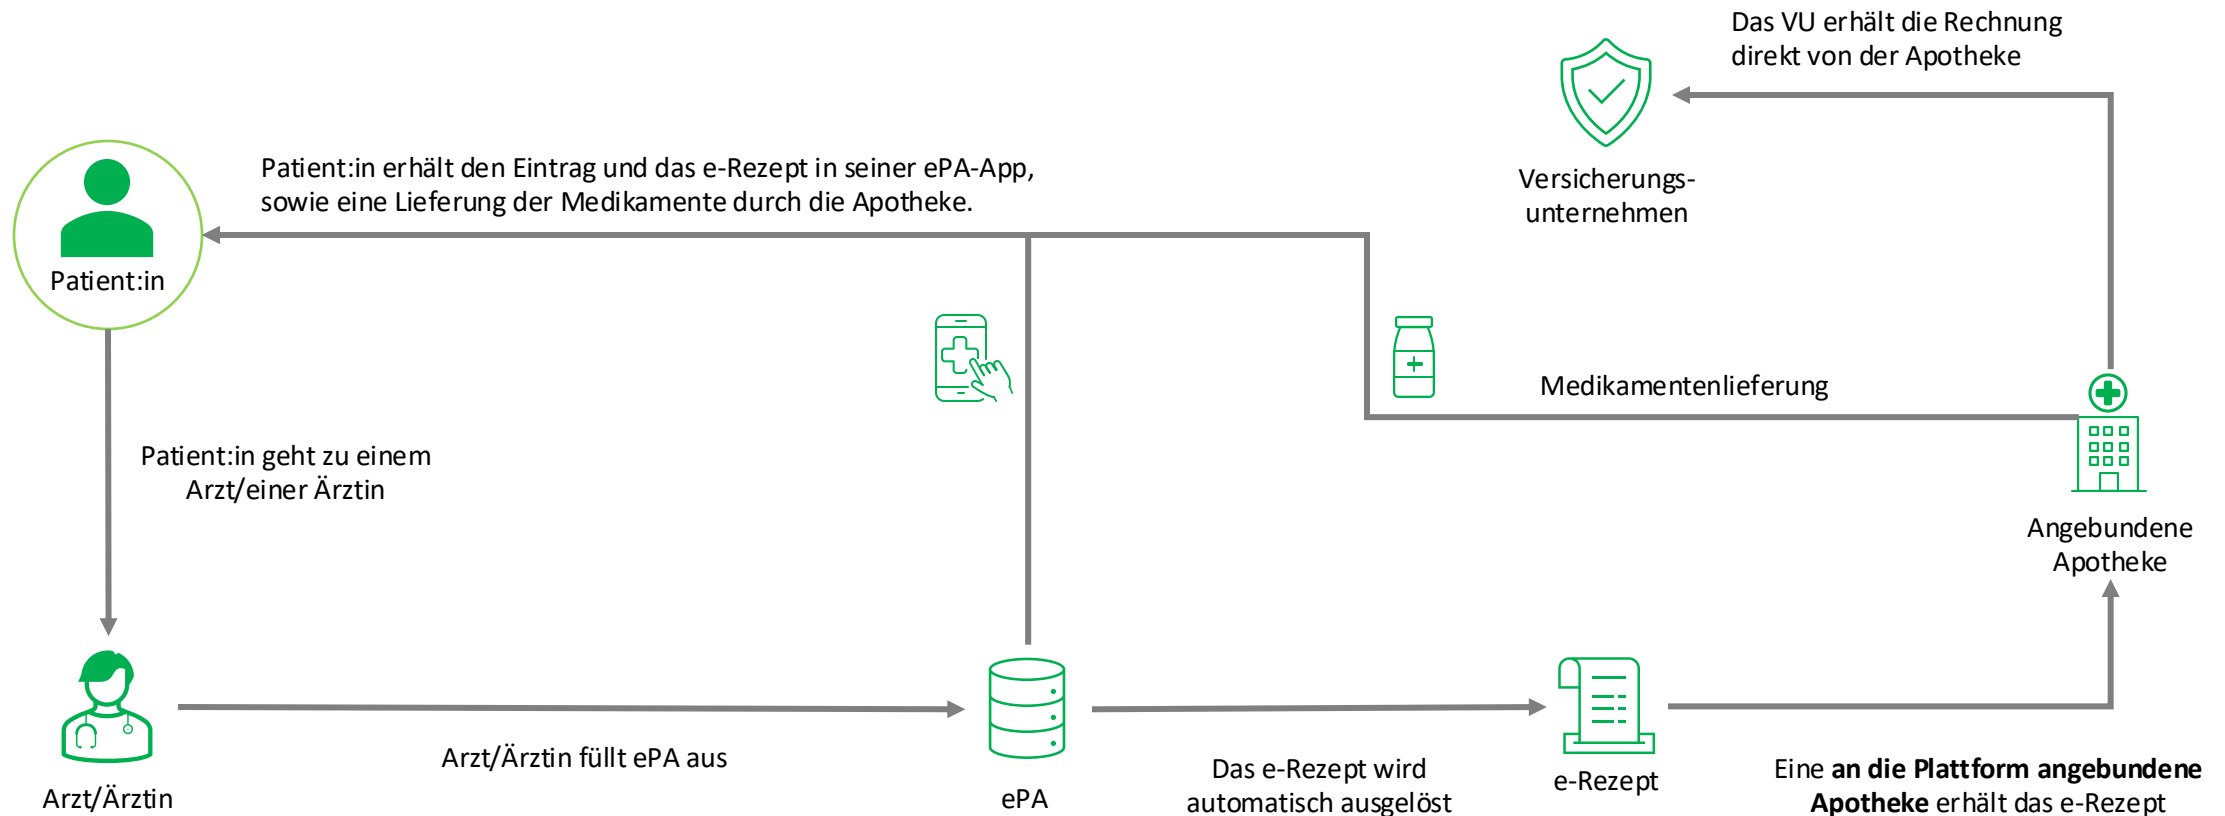 Das VU erhält die Rechnung
direkt von der Apotheke
Patient:in erhält den Eintrag und das e-Rezept in seiner ePA-App,
sowie eine Lieferung der Medikamente durch die Apotheke.
Versicherungs-
unternehmen
Patient:in
Medikamentenlieferung
Patient:in geht zu einem
Arzt/einer Ärztin
Angebundene
Apotheke
Arzt/Ärztin füllt ePA aus
Das e-Rezept wird
automatisch ausgelöst
e-Rezept
Eine an die Plattform angebundene
Apotheke erhält das e-Rezept
Arzt/Ärztin
ePA